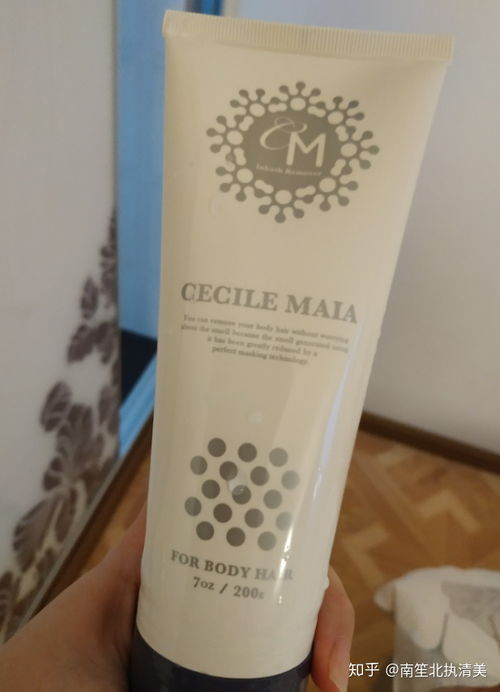 CM
Inbath Remover
CECILE MAIA
You can remove your body hair without worrying
about the smell because the smell generated using
it has been greatly reduced by a
perfect masking technology.
FOR BODY HAIR
7oz / 200g
知乎 @南笙北执清美